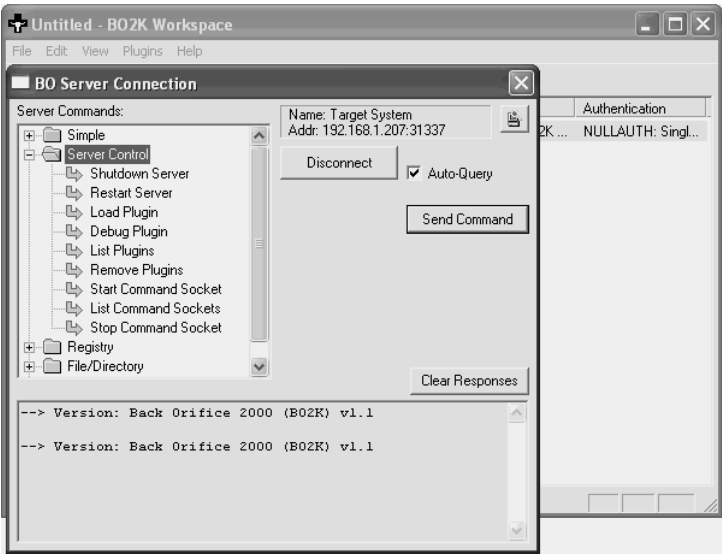 Untitled - BO2K Workspace
File Edit View Plugins Help
BO Server Connection
Server Commands:
Name: Target System
Addr: 192.168.1.207:31337
Authentication
2K ... NULLAUTH: Singl...
Simple
Server Control
Shutdown Server
Restart Server
Load Plugin
Debug Plugin
List Plugins
Remove Plugins
Start Command Socket
List Command Sockets
Stop Command Socket
Registry
File/Directory
Disconnect
Auto-Query
Send Command
Clear Responses
--> Version: Back Orifice 2000 (BO2K) v1.1
--> Version: Back Orifice 2000 (BO2K) v1.1